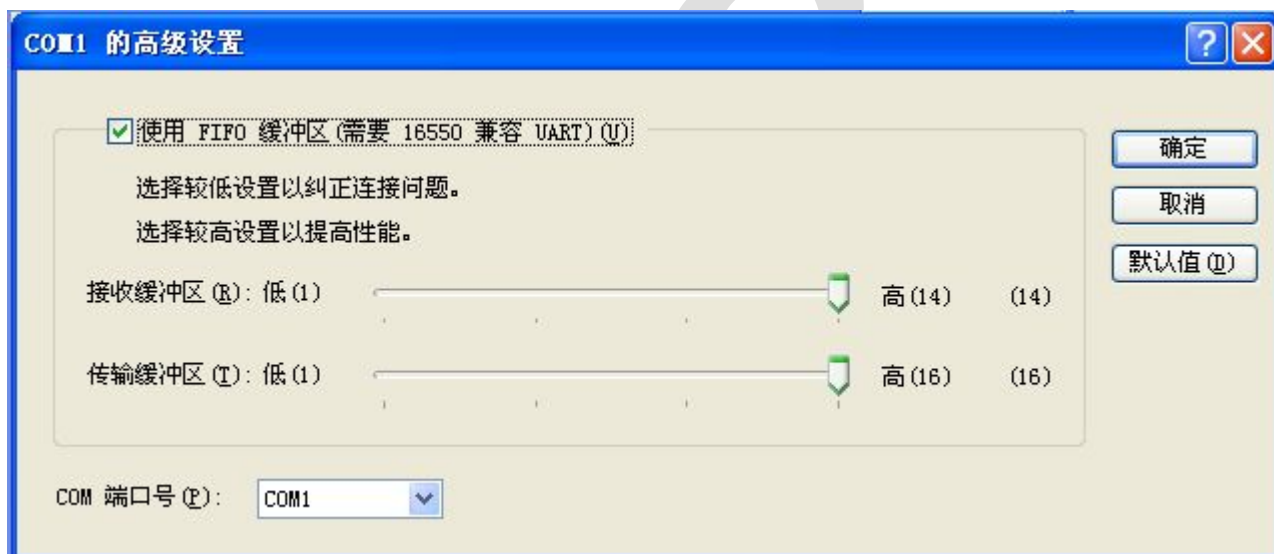 COM1 的高级设置
使用 FIFO 缓冲区(需要 16550 兼容 UART)(U)
确定
选择较低设置以纠正连接问题。
取消
选择较高设置以提高性能。
默认值(D)
接收缓冲区(R): 低(1) 高(14) (14)
传输缓冲区(T): 低(1) 高(16) (16)
COM 端口号(P): COM1